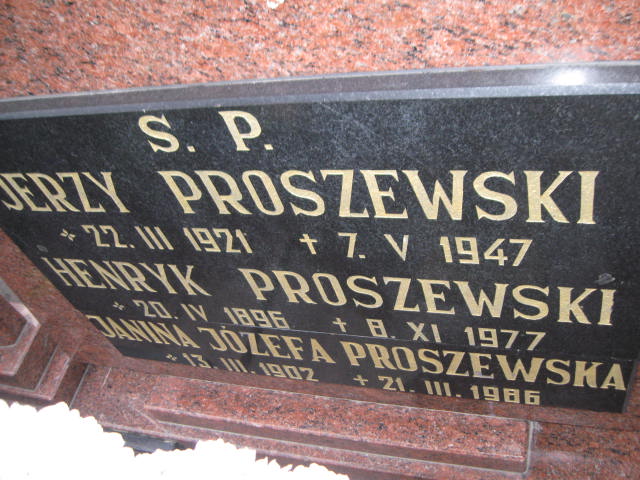 Ś. P.
JERZY PROSZEWSKI
* 22. III 1921 + 7. V 1947
HENRYK PROSZEWSKI
* 20. IV 1896 + 8. XI 1977
JANINA JÓZEFA PROSZEWSKA
* 13. III. 1902 + 21. III. 1986